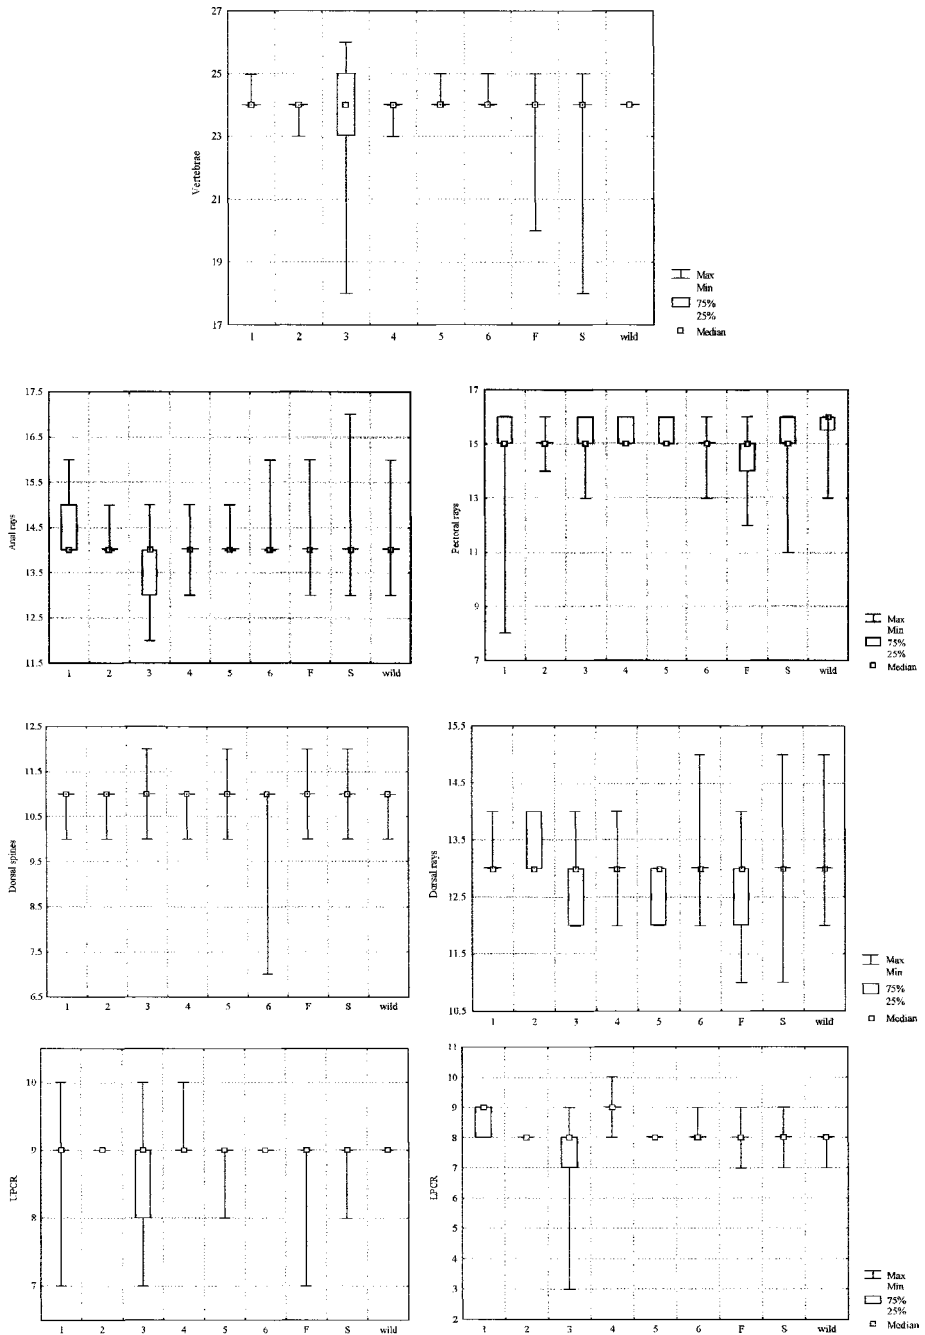 27
25
23
21
19
17
Vertebrae
1 2 3 4 5 6 F S wild
Max
Min
75%
25%
Median
17.5
16.5
15.5
14.5
13.5
12.5
11.5
Anal rays
1 2 3 4 5 6 F S wild
17
15
13
11
9
7
Pectoral rays
1 2 3 4 5 6 F S wild
Max
Min
75%
25%
Median
12.5
11.5
10.5
9.5
8.5
7.5
6.5
Dorsal spines
1 2 3 4 5 6 F S wild
15.5
14.5
13.5
12.5
11.5
10.5
Dorsal rays
1 2 3 4 5 6 F S wild
Max
Min
75%
25%
Median
10
9
8
7
UPCR
1 2 3 4 5 6 F S wild
11
10
9
8
7
6
5
4
3
2
LPCR
1 2 3 4 5 6 F S wild
Max
Min
75%
25%
Median